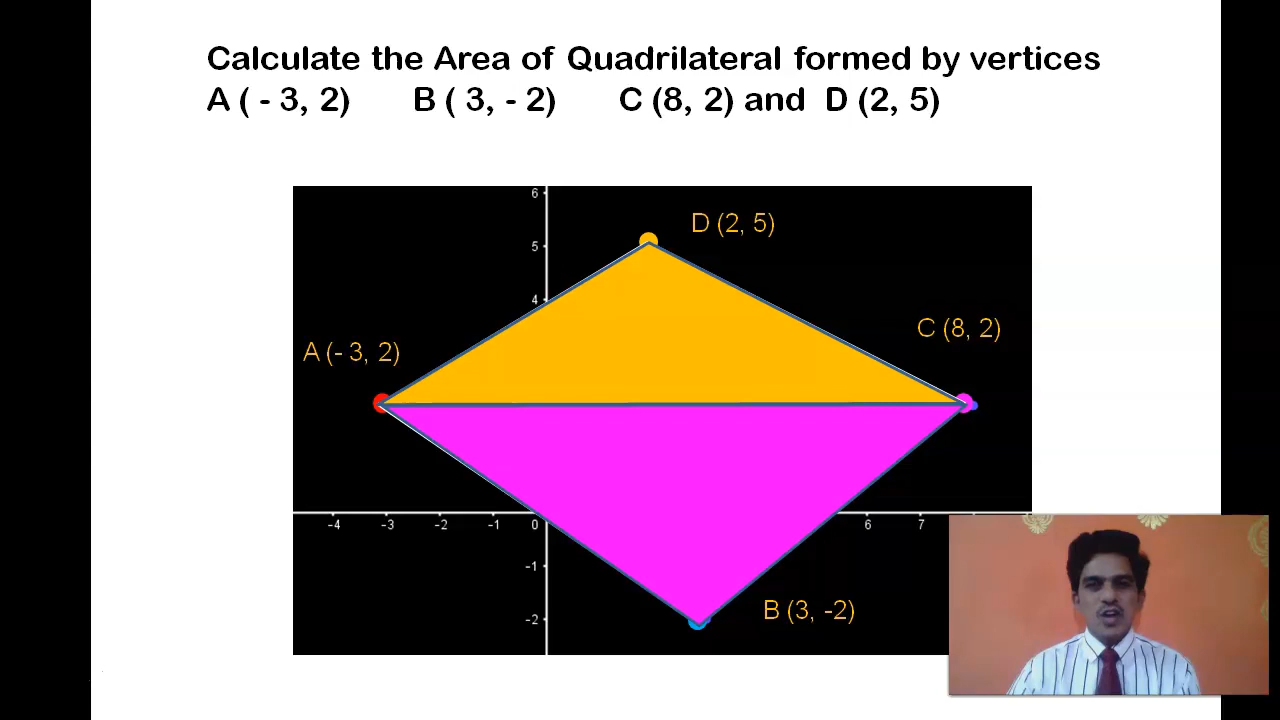 Calculate the Area of Quadrilateral formed by vertices
A ( - 3, 2) B ( 3, - 2) C (8, 2) and D (2, 5)
6
D (2, 5)
5
4
C (8, 2)
A (- 3, 2)
-4 -3 -2 -1 0 6 7
-1
B (3, -2)
-2